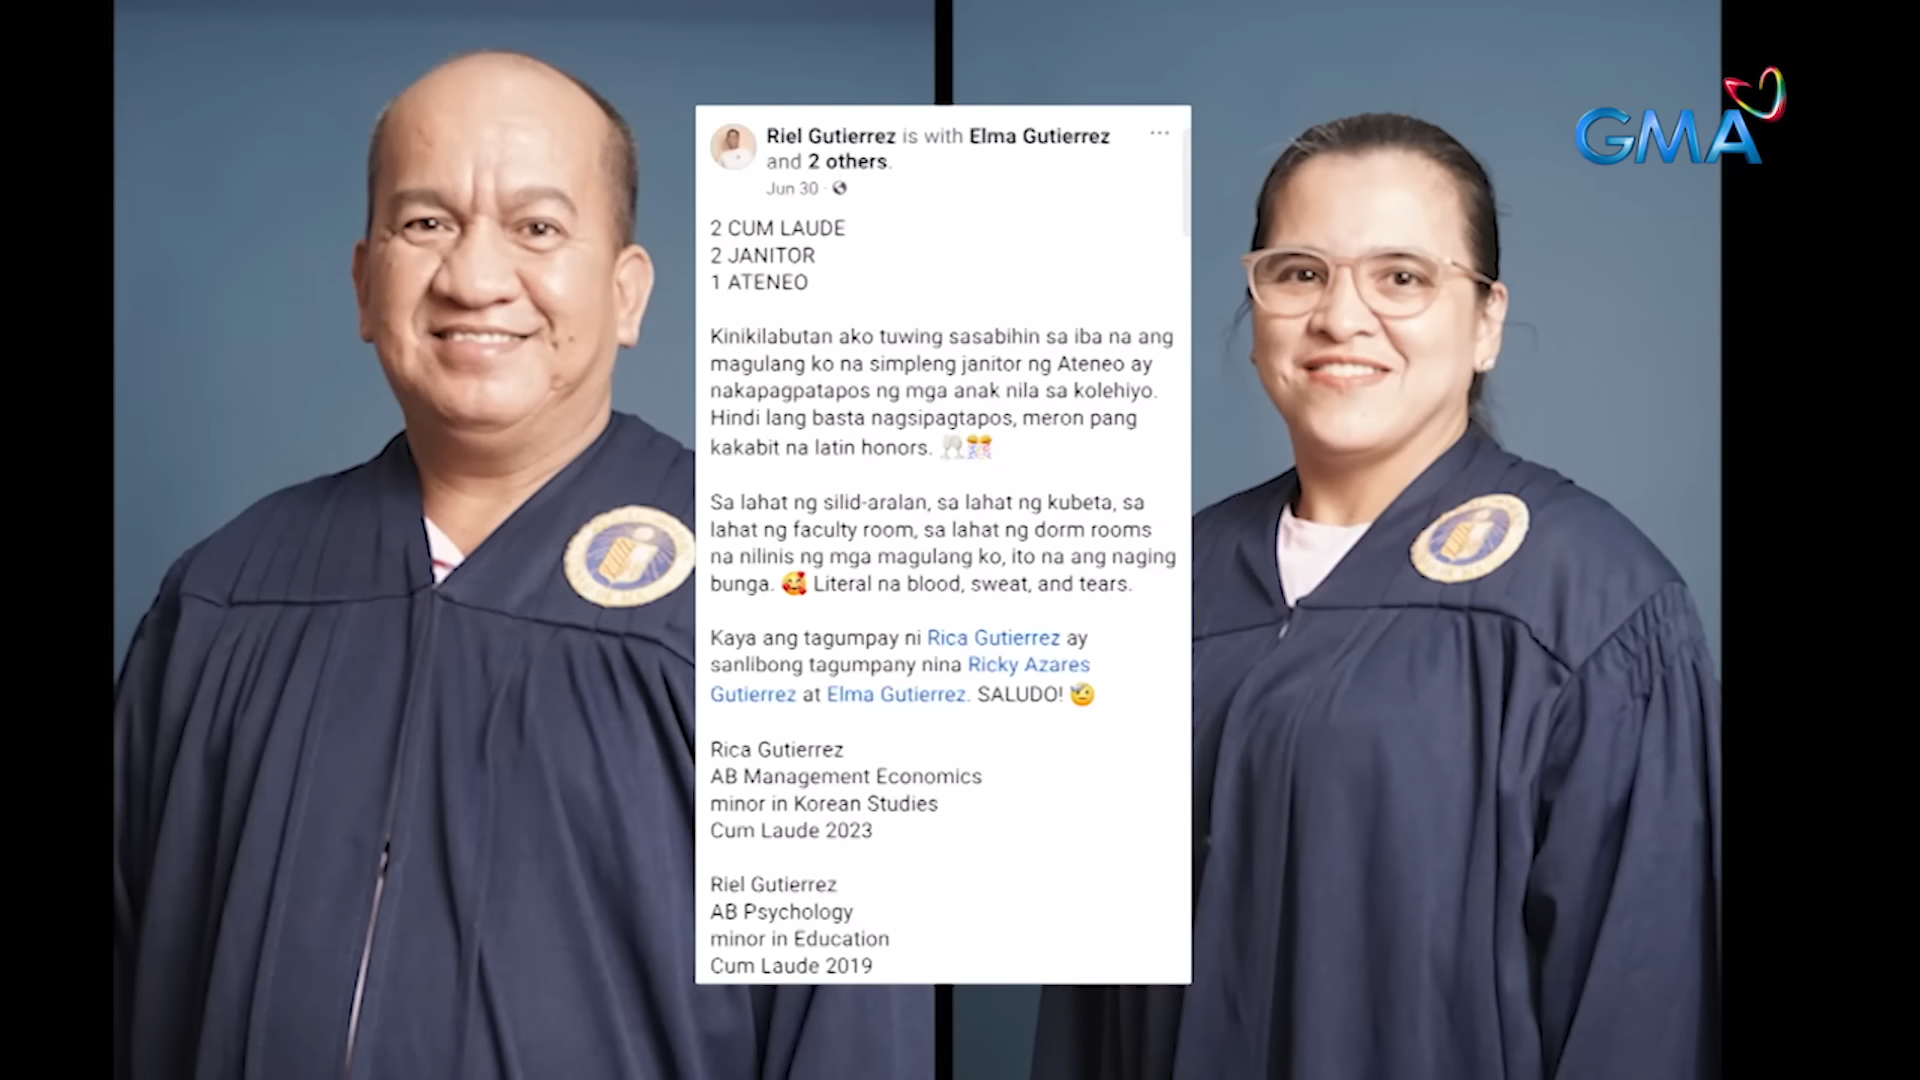 GMA
Riel Gutierrez is with Elma Gutierrez
and 2 others.
Jun 30
2 CUM LAUDE
2 JANITOR
1 ATENEO
Kinikilabutan ako tuwing sasabihin sa iba na ang
magulang ko na simpleng janitor ng Ateneo ay
nakapagpatapos ng mga anak nila sa kolehiyo.
Hindi lang basta nagsipagtapos, meron pang
kakabit na latin honors. 🥂🎊
Sa lahat ng silid-aralan, sa lahat ng kubeta, sa
lahat ng faculty room, sa lahat ng dorm rooms
na nilinis ng mga magulang ko, ito na ang naging
bunga. 🥰 Literal na blood, sweat, and tears.
Kaya ang tagumpay ni Rica Gutierrez ay
sanlibong tagumpany nina Ricky Azares
Gutierrez at Elma Gutierrez. SALUDO! 🫡
Rica Gutierrez
AB Management Economics
minor in Korean Studies
Cum Laude 2023
Riel Gutierrez
AB Psychology
minor in Education
Cum Laude 2019